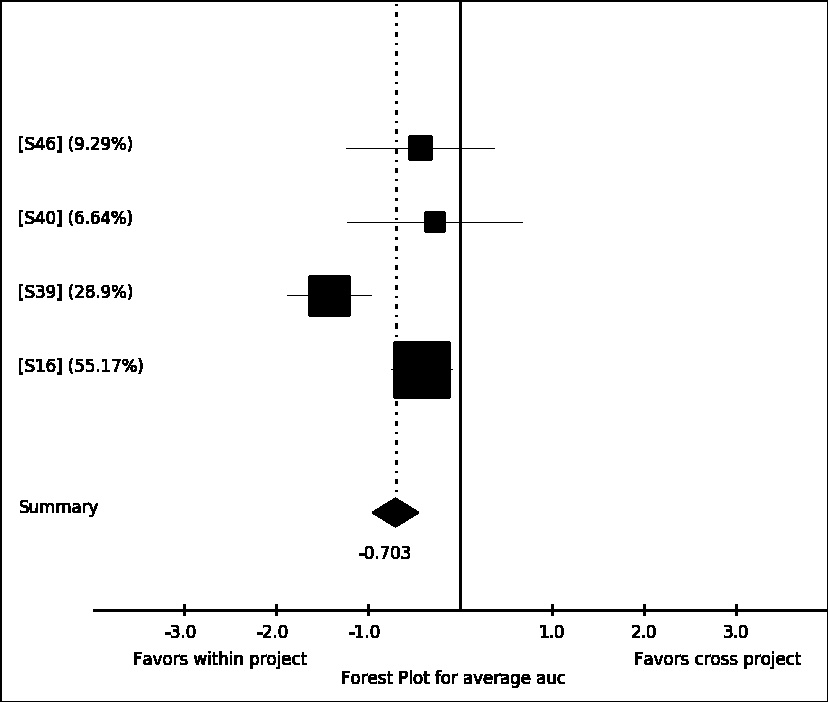 [S46] (9.29%)
[S40] (6.64%)
[S39] (28.9%)
[S16] (55.17%)
Summary
-0.703
-3.0 -2.0 -1.0 1.0 2.0 3.0
Favors within project Favors cross project
Forest Plot for average auc